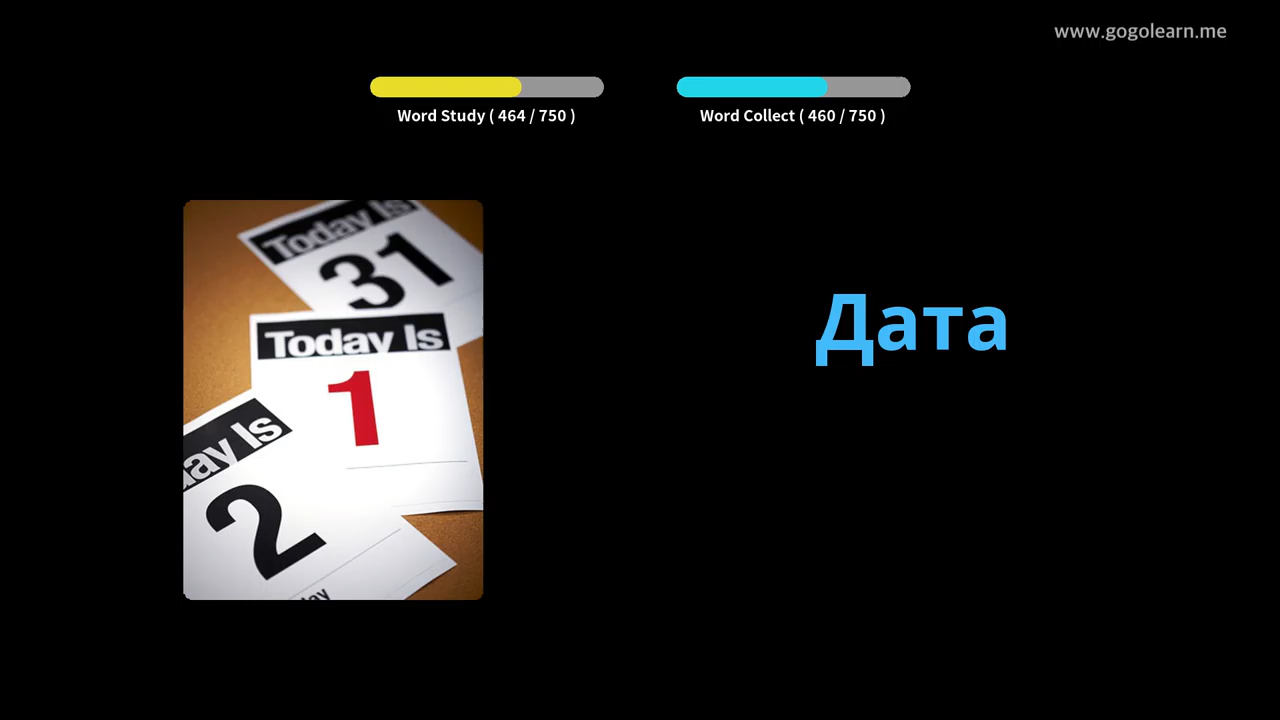 www.gogolearn.me
Word Study ( 464 / 750 )
Word Collect ( 460 / 750 )
Today Is
31
Today Is
1
ay Is
2
Дата